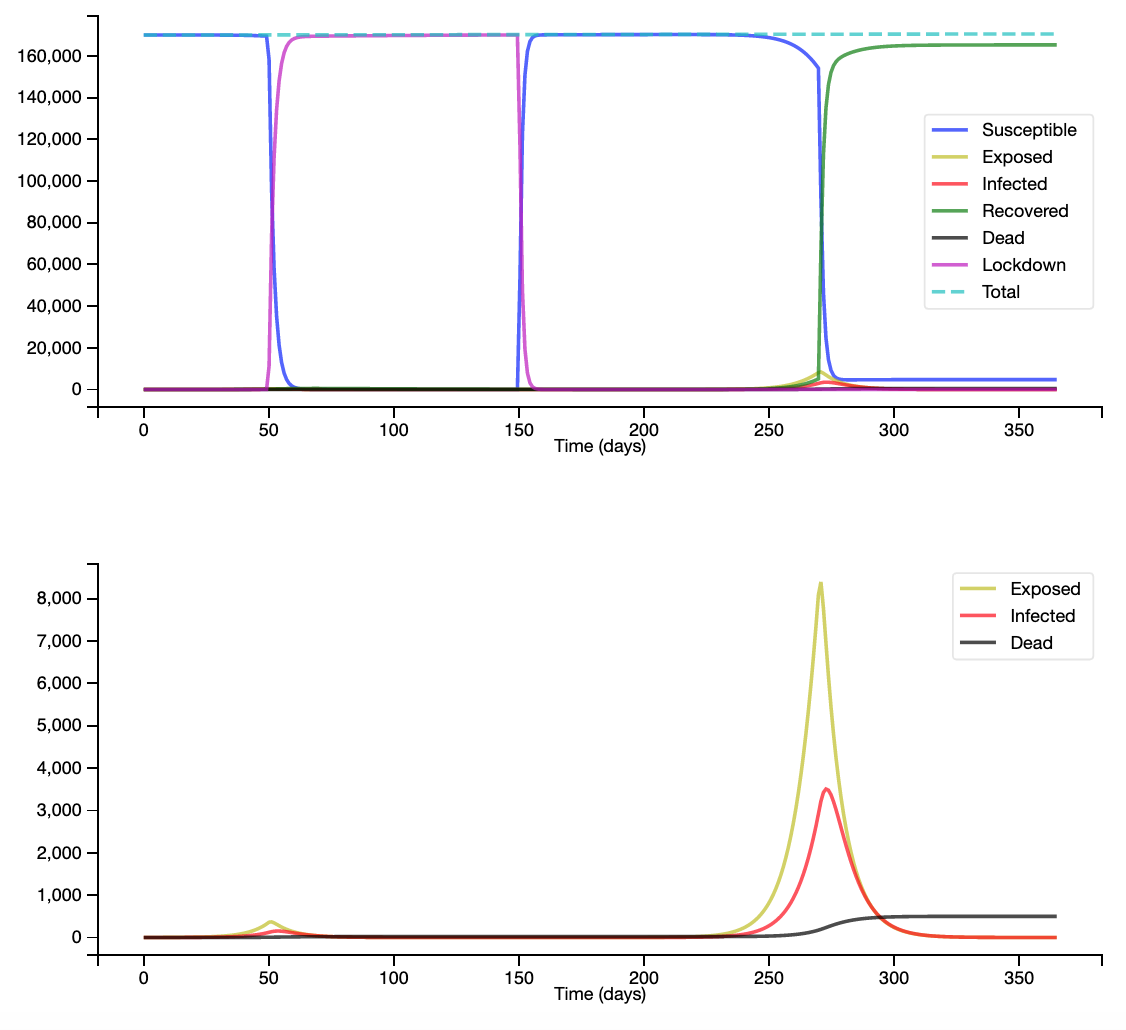 160,000
140,000
120,000
100,000
80,000
60,000
40,000
20,000
0
Susceptible
Exposed
Infected
Recovered
Dead
Lockdown
Total
0 50 100 150 200 250 300 350
Time (days)
8,000
7,000
6,000
5,000
4,000
3,000
2,000
1,000
0
Exposed
Infected
Dead
0 50 100 150 200 250 300 350
Time (days)